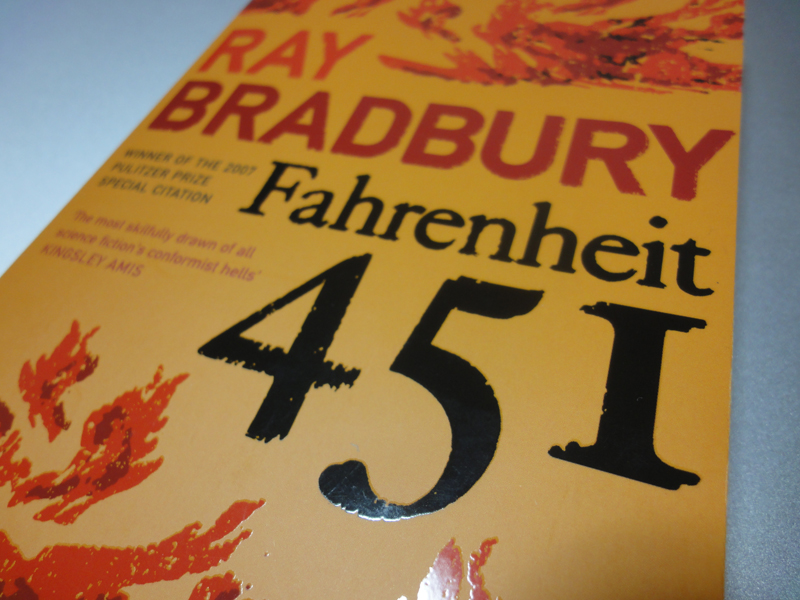 RAY
BRADBURY
WINNER OF THE 2007
PULITZER PRIZE
SPECIAL CITATION
Fahrenheit
451
'The most skilfully drawn of all
science fiction's conformist hells'
KINGSLEY AMIS